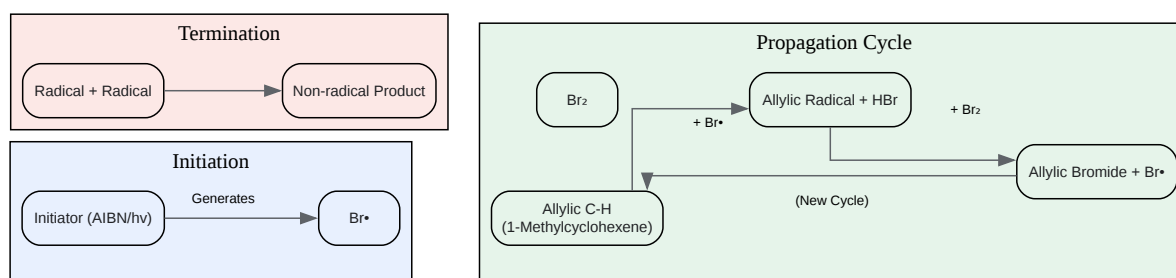 Termination
Radical + Radical
Non-radical Product
Initiation
Generates
Initiator (AIBN/hv)
Br•
Propagation Cycle
Br₂
Allylic Radical + HBr
+ Br₂
+ Br•
Allylic Bromide + Br•
(New Cycle)
Allylic C-H
(1-Methylcyclohexene)